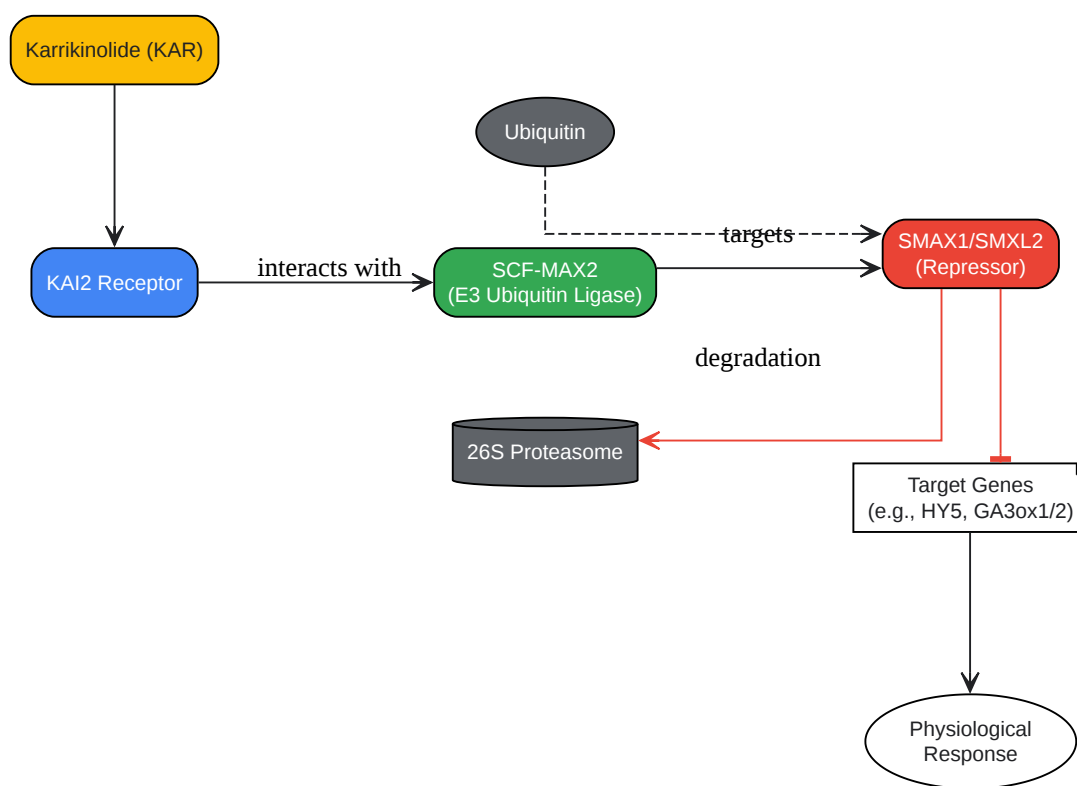 Karrikinolide (KAR)
Ubiquitin
targets
KAI2 Receptor
interacts with
SCF-MAX2
(E3 Ubiquitin Ligase)
SMAX1/SMXL2
(Repressor)
degradation
26S Proteasome
Target Genes
(e.g., HY5, GA3ox1/2)
Physiological
Response